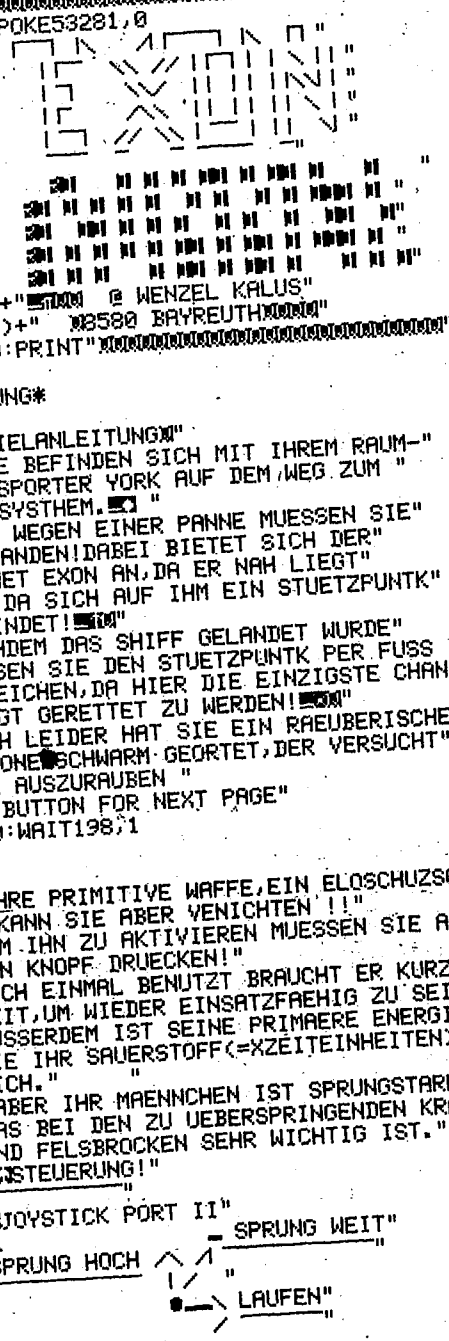 POKE53281,0
EXON
+" @ WENZEL KALUS"
)+" 8580 BAYREUTH"
:PRINT"
UNG*
IELANLEITUNG"
E BEFINDEN SICH MIT IHREM RAUM-"
SPORTER YORK AUF DEM WEG ZUM "
SYSTHEM. "
WEGEN EINER PANNE MUESSEN SIE"
ANDEN!DABEI BIETET SICH DER"
NET EXON AN,DA ER NAH LIEGT"
DA SICH AUF IHM EIN STUETZPUNTK"
INDET!"
HDEM DAS SHIFF GELANDET WURDE"
SEN SIE DEN STUETZPUNTK PER FUSS
EICHEN,DA HIER DIE EINZIGSTE CHAN
GT GERETTET ZU WERDEN!"
H LEIDER HAT SIE EIN RAEUBERISCHE
ONE SCHWARM GEORTET,DER VERSUCHT"
AUSZURAUBEN "
BUTTON FOR NEXT PAGE"
:WAIT198,1
HRE PRIMITIVE WAFFE,EIN ELOSCHUZS
KANN SIE ABER VENICHTEN !!"
M IHN ZU AKTIVIEREN MUESSEN SIE A
N KNOPF DRUECKEN!"
CH EINMAL BENUTZT BRAUCHT ER KURZ
EIT,UM WIEDER EINSATZFAEHIG ZU SEI
USSERDEM IST SEINE PRIMAERE ENERGI
IE IHR SAUERSTOFF(=XZEITEINHEITEN)
ICH." "
ABER IHR MAENNCHEN IST SPRUNGSTARK
AS BEI DEN ZU UEBERSPRINGENDEN KR
ND FELSBROCKEN SEHR WICHTIG IST."
STEUERUNG!"
JOYSTICK PORT II"
SPRUNG WEIT"
SPRUNG HOCH
LAUFEN"